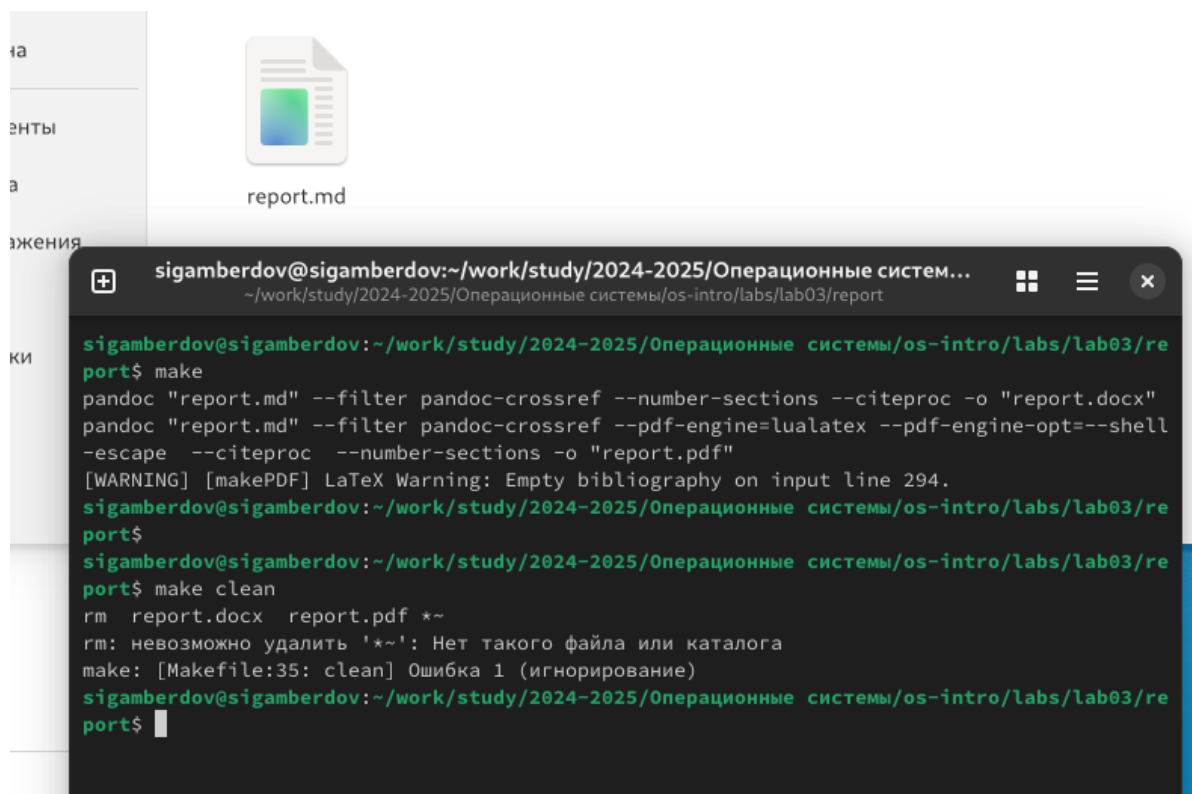 на
енты
а
ажения
ки
report.md
sigamberdov@sigamberdov:~/work/study/2024-2025/Операционные систем...
~/work/study/2024-2025/Операционные системы/os-intro/labs/lab03/report
sigamberdov@sigamberdov:~/work/study/2024-2025/Операционные системы/os-intro/labs/lab03/re
port$ make
pandoc "report.md" --filter pandoc-crossref --number-sections --citeproc -o "report.docx"
pandoc "report.md" --filter pandoc-crossref --pdf-engine=lualatex --pdf-engine-opt=--shell
-escape  --citeproc  --number-sections -o "report.pdf"
[WARNING] [makePDF] LaTeX Warning: Empty bibliography on input line 294.
sigamberdov@sigamberdov:~/work/study/2024-2025/Операционные системы/os-intro/labs/lab03/re
port$
sigamberdov@sigamberdov:~/work/study/2024-2025/Операционные системы/os-intro/labs/lab03/re
port$ make clean
rm  report.docx  report.pdf *~
rm: невозможно удалить '*~': Нет такого файла или каталога
make: [Makefile:35: clean] Ошибка 1 (игнорирование)
sigamberdov@sigamberdov:~/work/study/2024-2025/Операционные системы/os-intro/labs/lab03/re
port$